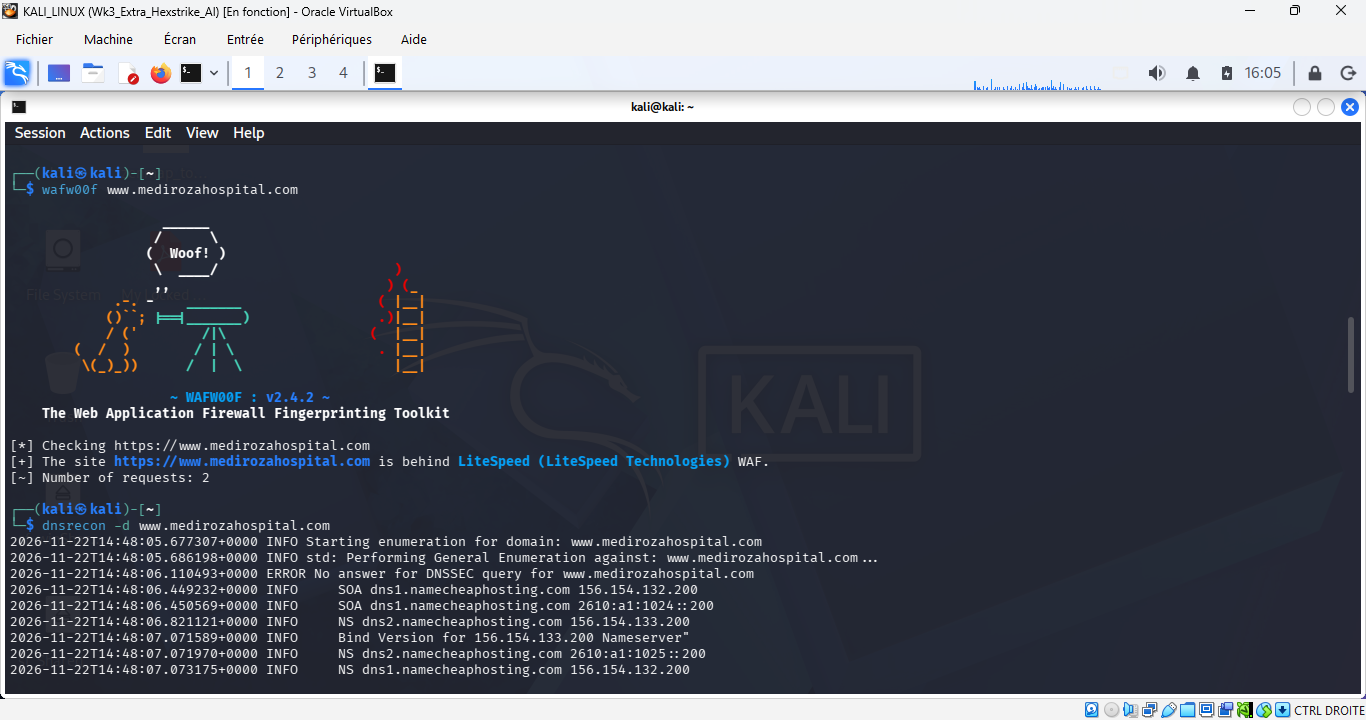 KALI_LINUX (Wk3_Extra_Hexstrike_AI) [En fonction] - Oracle VirtualBox
Fichier Machine Écran Entrée Périphériques Aide
1 2 3 4 16:05
kali@kali: ~
Session Actions Edit View Help
┌──(kali㉿kali)-[~]
└─$ wafw00f www.medirozahospital.com
Woof!
~ WAFW00F : v2.4.2 ~
The Web Application Firewall Fingerprinting Toolkit
[*] Checking https://www.medirozahospital.com
[+] The site https://www.medirozahospital.com is behind LiteSpeed (LiteSpeed Technologies) WAF.
[~] Number of requests: 2
┌──(kali㉿kali)-[~]
└─$ dnsrecon -d www.medirozahospital.com
2026-11-22T14:48:05.677307+0000 INFO Starting enumeration for domain: www.medirozahospital.com
2026-11-22T14:48:05.686198+0000 INFO std: Performing General Enumeration against: www.medirozahospital.com...
2026-11-22T14:48:06.110493+0000 ERROR No answer for DNSSEC query for www.medirozahospital.com
2026-11-22T14:48:06.449232+0000 INFO SOA dns1.namecheaphosting.com 156.154.132.200
2026-11-22T14:48:06.450569+0000 INFO SOA dns1.namecheaphosting.com 2610:a1:1024::200
2026-11-22T14:48:06.821121+0000 INFO NS dns2.namecheaphosting.com 156.154.133.200
2026-11-22T14:48:07.071589+0000 INFO Bind Version for 156.154.133.200 Nameserver"
2026-11-22T14:48:07.071970+0000 INFO NS dns2.namecheaphosting.com 2610:a1:1025::200
2026-11-22T14:48:07.073175+0000 INFO NS dns1.namecheaphosting.com 156.154.132.200
File System
KALI
CTRL DROITE